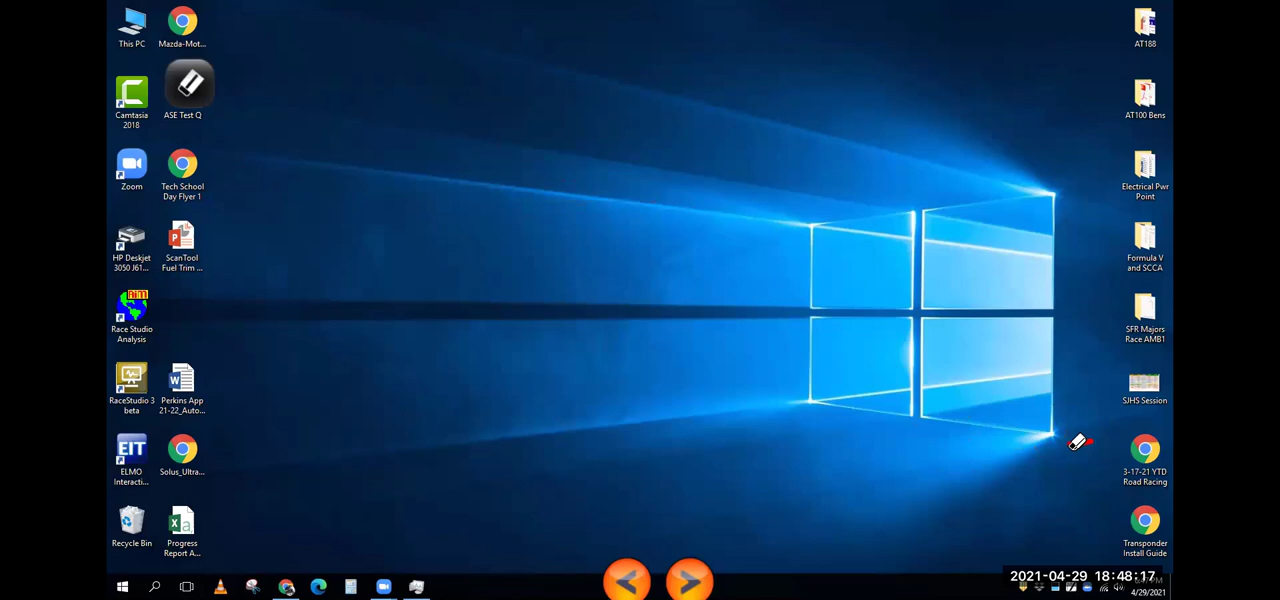 This PC
Mazda-Mot...
Camtasia
2018
ASE Test Q
Zoom
Tech School
Day Flyer 1
HP Deskjet
3050 J61...
ScanTool
Fuel Trim ...
AiM
Race Studio
Analysis
RaceStudio 3
beta
Perkins App
21-22_Auto...
EIT
ELMO
Interacti...
Solus_Ultra...
Recycle Bin
Progress
Report A...
AT188
AT100 Bens
Electrical Pwr
Point
Formula V
and SCCA
SFR Majors
Race AMB1
SJHS Session
3-17-21 YTD
Road Racing
Transponder
Install Guide
2021-04-29 18:48:17
4/29/2021